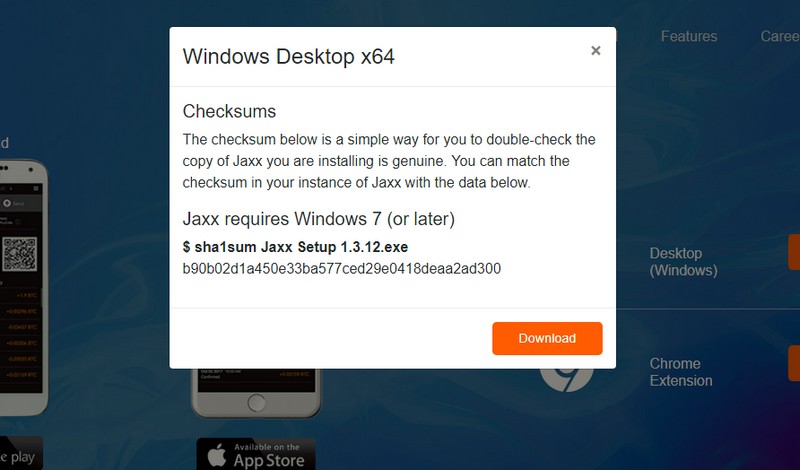 Windows Desktop x64
×
Features
Checksums
The checksum below is a simple way for you to double-check the
copy of Jaxx you are installing is genuine. You can match the
checksum in your instance of Jaxx with the data below.
Jaxx requires Windows 7 (or later)
$ sha1sum Jaxx Setup 1.3.12.exe
b90b02d1a450e33ba577ced29e0418deaa2ad300
Download
Send
Desktop
(Windows)
Chrome
Extension
Confirmed
play
Available on the
App Store